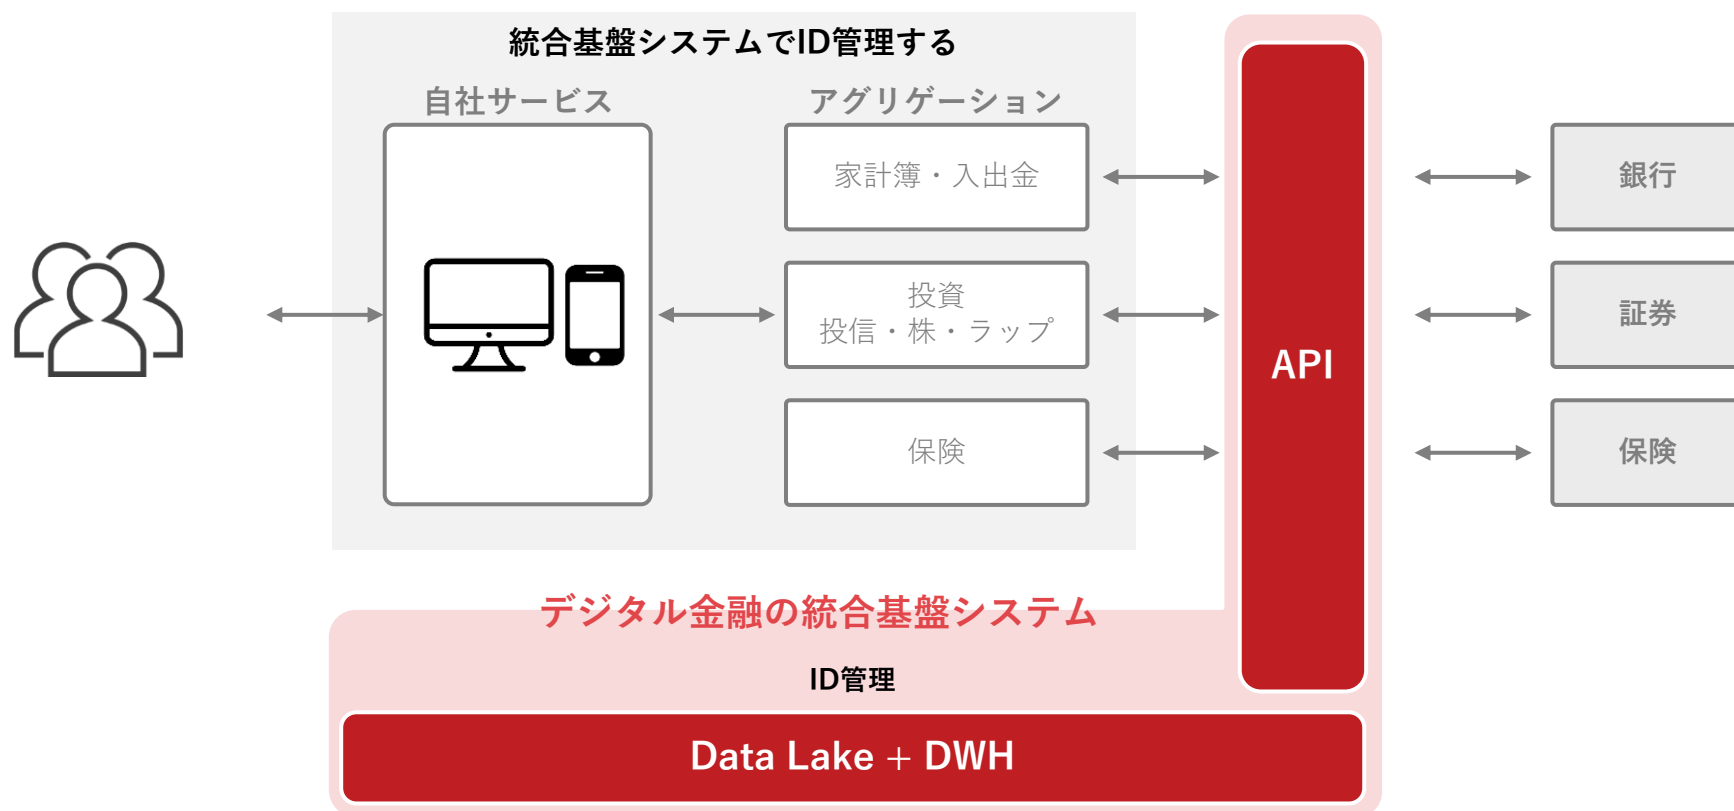 統合基盤システムでID管理する
自社サービス
アグリゲーション
家計簿・入出金
投資
投信・株・ラップ
保険
API
銀行
証券
保険
デジタル金融の統合基盤システム
ID管理
Data Lake + DWH